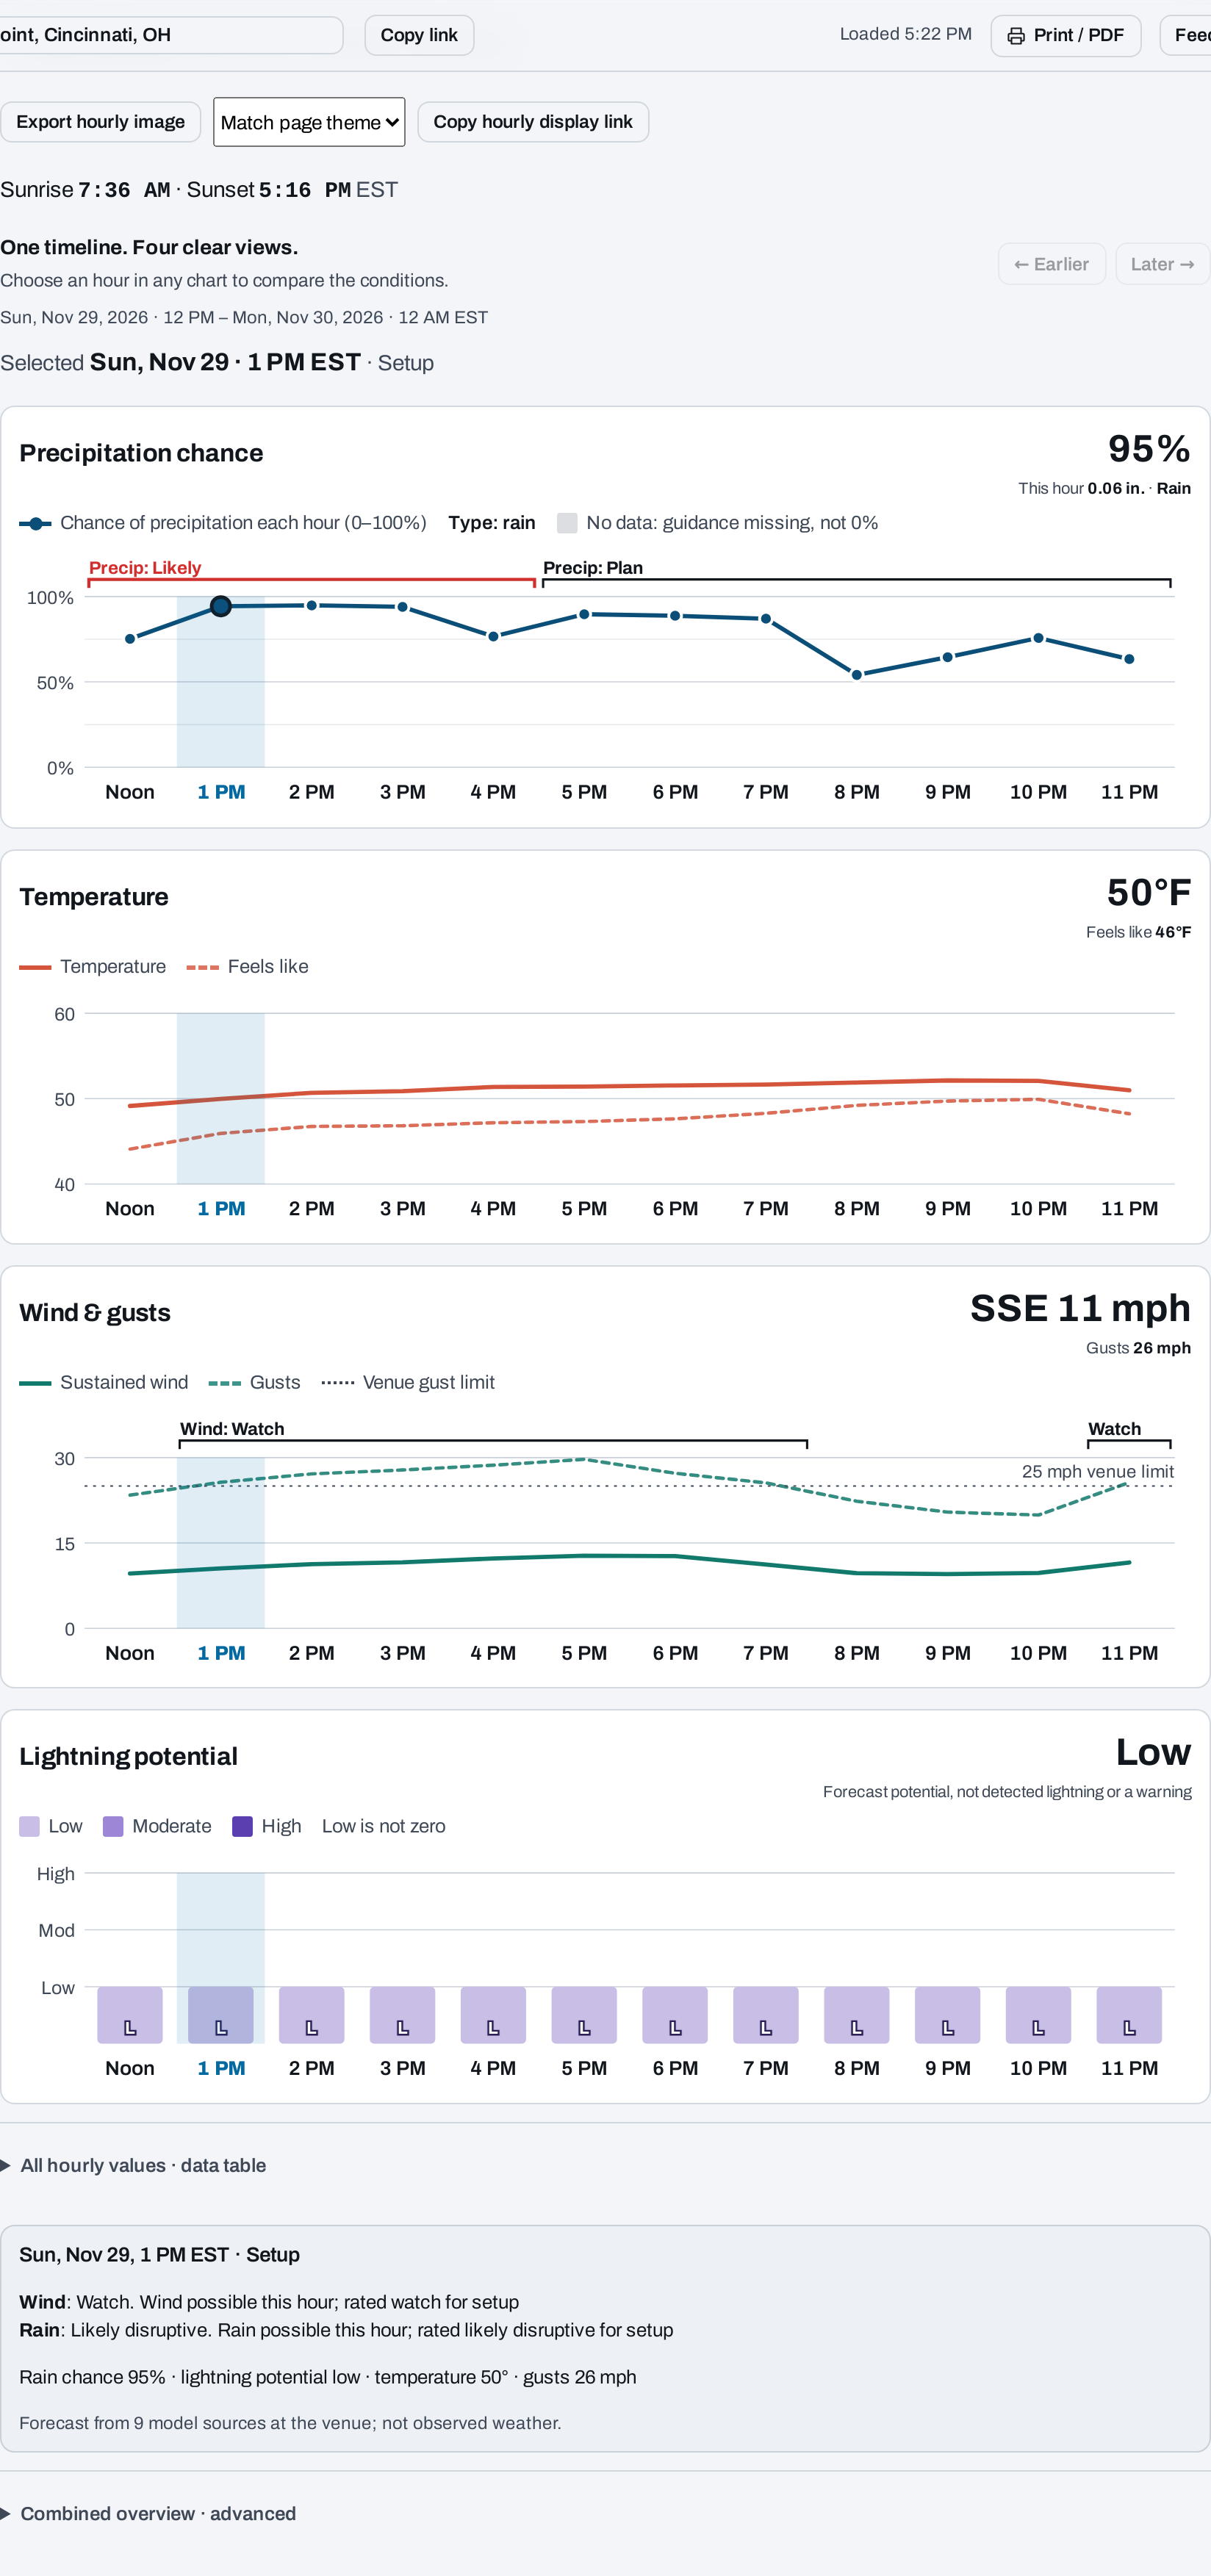 oint, Cincinnati, OH
Copy link
Loaded 5:22 PM
Print / PDF
Feed
Export hourly image
Match page theme
Copy hourly display link
Sunrise 7:36 AM · Sunset 5:16 PM EST
One timeline. Four clear views.
Choose an hour in any chart to compare the conditions.
← Earlier
Later →
Sun, Nov 29, 2026 · 12 PM – Mon, Nov 30, 2026 · 12 AM EST
Selected Sun, Nov 29 · 1 PM EST · Setup
Precipitation chance
95%
This hour 0.06 in. · Rain
Chance of precipitation each hour (0–100%) Type: rain No data: guidance missing, not 0%
Precip: Likely
Precip: Plan
100%
50%
0%
Noon 1 PM 2 PM 3 PM 4 PM 5 PM 6 PM 7 PM 8 PM 9 PM 10 PM 11 PM
Temperature
50°F
Feels like 46°F
Temperature Feels like
60
50
40
Noon 1 PM 2 PM 3 PM 4 PM 5 PM 6 PM 7 PM 8 PM 9 PM 10 PM 11 PM
Wind & gusts
SSE 11 mph
Gusts 26 mph
Sustained wind Gusts Venue gust limit
Wind: Watch
Watch
30
25 mph venue limit
15
0
Noon 1 PM 2 PM 3 PM 4 PM 5 PM 6 PM 7 PM 8 PM 9 PM 10 PM 11 PM
Lightning potential
Low
Forecast potential, not detected lightning or a warning
Low Moderate High Low is not zero
High
Mod
Low
L L L L L L L L L L L L
Noon 1 PM 2 PM 3 PM 4 PM 5 PM 6 PM 7 PM 8 PM 9 PM 10 PM 11 PM
All hourly values · data table
Sun, Nov 29, 1 PM EST · Setup
Wind: Watch. Wind possible this hour; rated watch for setup
Rain: Likely disruptive. Rain possible this hour; rated likely disruptive for setup
Rain chance 95% · lightning potential low · temperature 50° · gusts 26 mph
Forecast from 9 model sources at the venue; not observed weather.
Combined overview · advanced